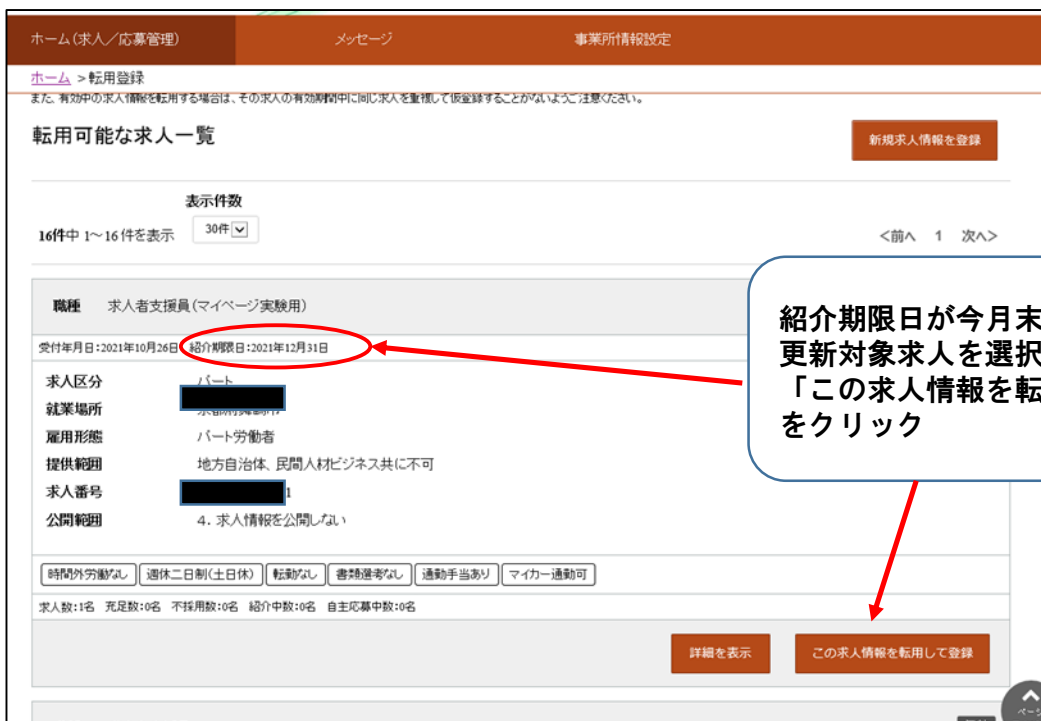 ホーム(求人／応募管理)
メッセージ
事業所情報設定
ホーム >転用登録
また、有効中の求人情報を転用する場合は、その求人の有効期間中に同じ求人を重複して仮登録することがないようご注意ください。
転用可能な求人一覧
新規求人情報を登録
表示件数
16件中 1～16 件を表示
30件
<前へ 1 次へ>
職種 求人者支援員(マイページ実験用)
受付年月日:2021年10月26日 紹介期限日:2021年12月31日
紹介期限日が今月末
更新対象求人を選択
「この求人情報を転
をクリック
求人区分 パート
就業場所
雇用形態 パート労働者
提供範囲 地方自治体、民間人材ビジネス共に不可
求人番号 1
公開範囲 4．求人情報を公開しない
時間外労働なし 週休二日制(土日休) 転勤なし 書類選考なし 通勤手当あり マイカー通勤可
求人数:1名 充足数:0名 不採用数:0名 紹介中数:0名 自主応募中数:0名
詳細を表示
この求人情報を転用して登録